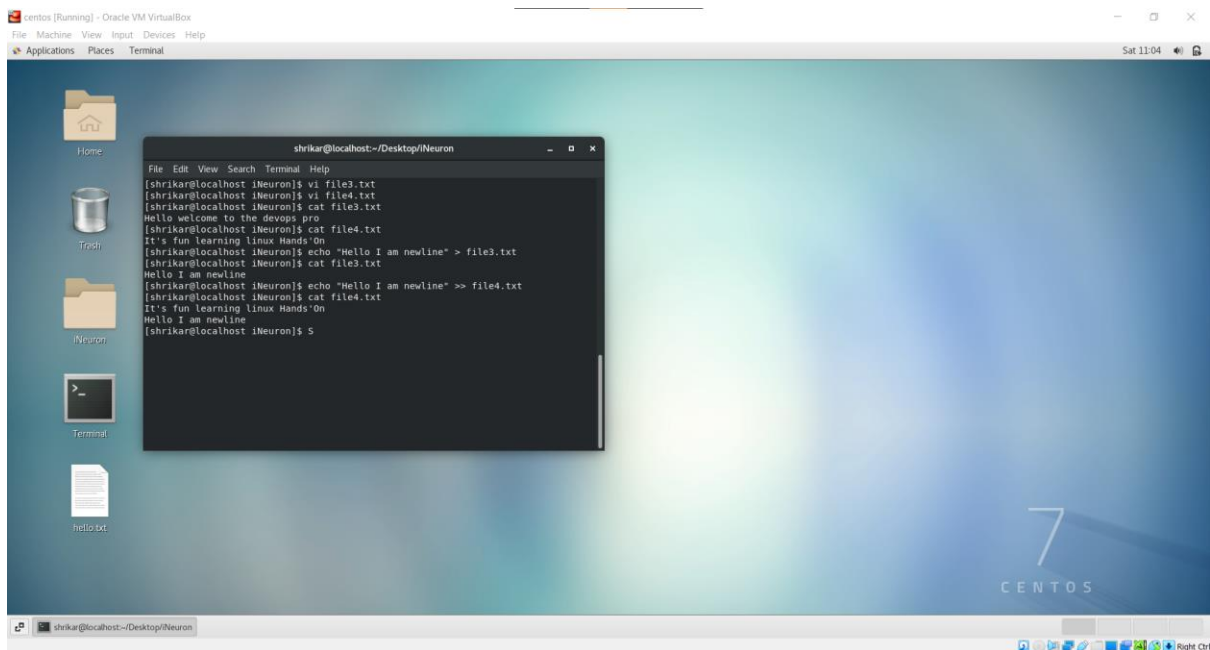 centos [Running] - Oracle VM VirtualBox
File Machine View Input Devices Help
Applications Places Terminal Sat 11:04
Home
Trash
iNeuron
Terminal
hello.txt
shrikar@localhost:~/Desktop/iNeuron
File Edit View Search Terminal Help
[shrikar@localhost iNeuron]$ vi file3.txt
[shrikar@localhost iNeuron]$ vi file4.txt
[shrikar@localhost iNeuron]$ cat file3.txt
Hello welcome to the devops pro
[shrikar@localhost iNeuron]$ cat file4.txt
It's fun learning linux Hands'On
[shrikar@localhost iNeuron]$ echo "Hello I am newline" > file3.txt
[shrikar@localhost iNeuron]$ cat file3.txt
Hello I am newline
[shrikar@localhost iNeuron]$ echo "Hello I am newline" >> file4.txt
[shrikar@localhost iNeuron]$ cat file4.txt
It's fun learning linux Hands'On
Hello I am newline
[shrikar@localhost iNeuron]$ S
7
CENTOS
shrikar@localhost:~/Desktop/iNeuron
Right Ctrl